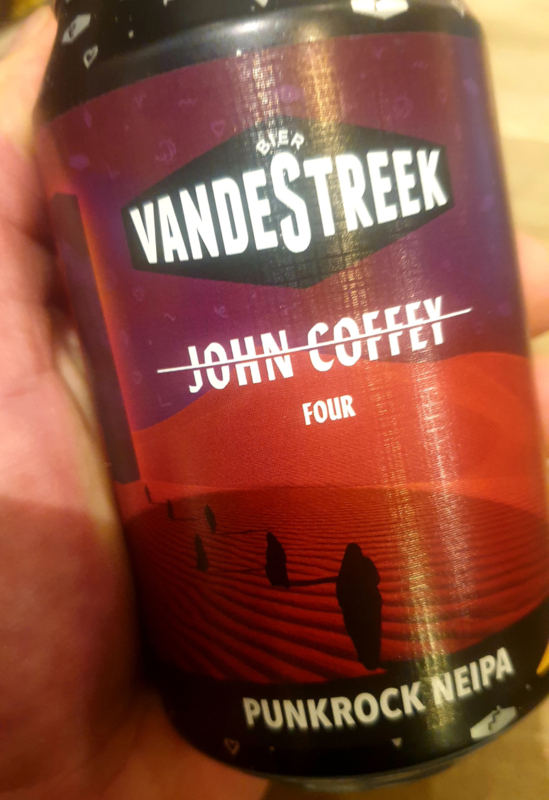 BIER
VANDESTREEK
JOHN COFFEY
FOUR
PUNKROCK NEIPA